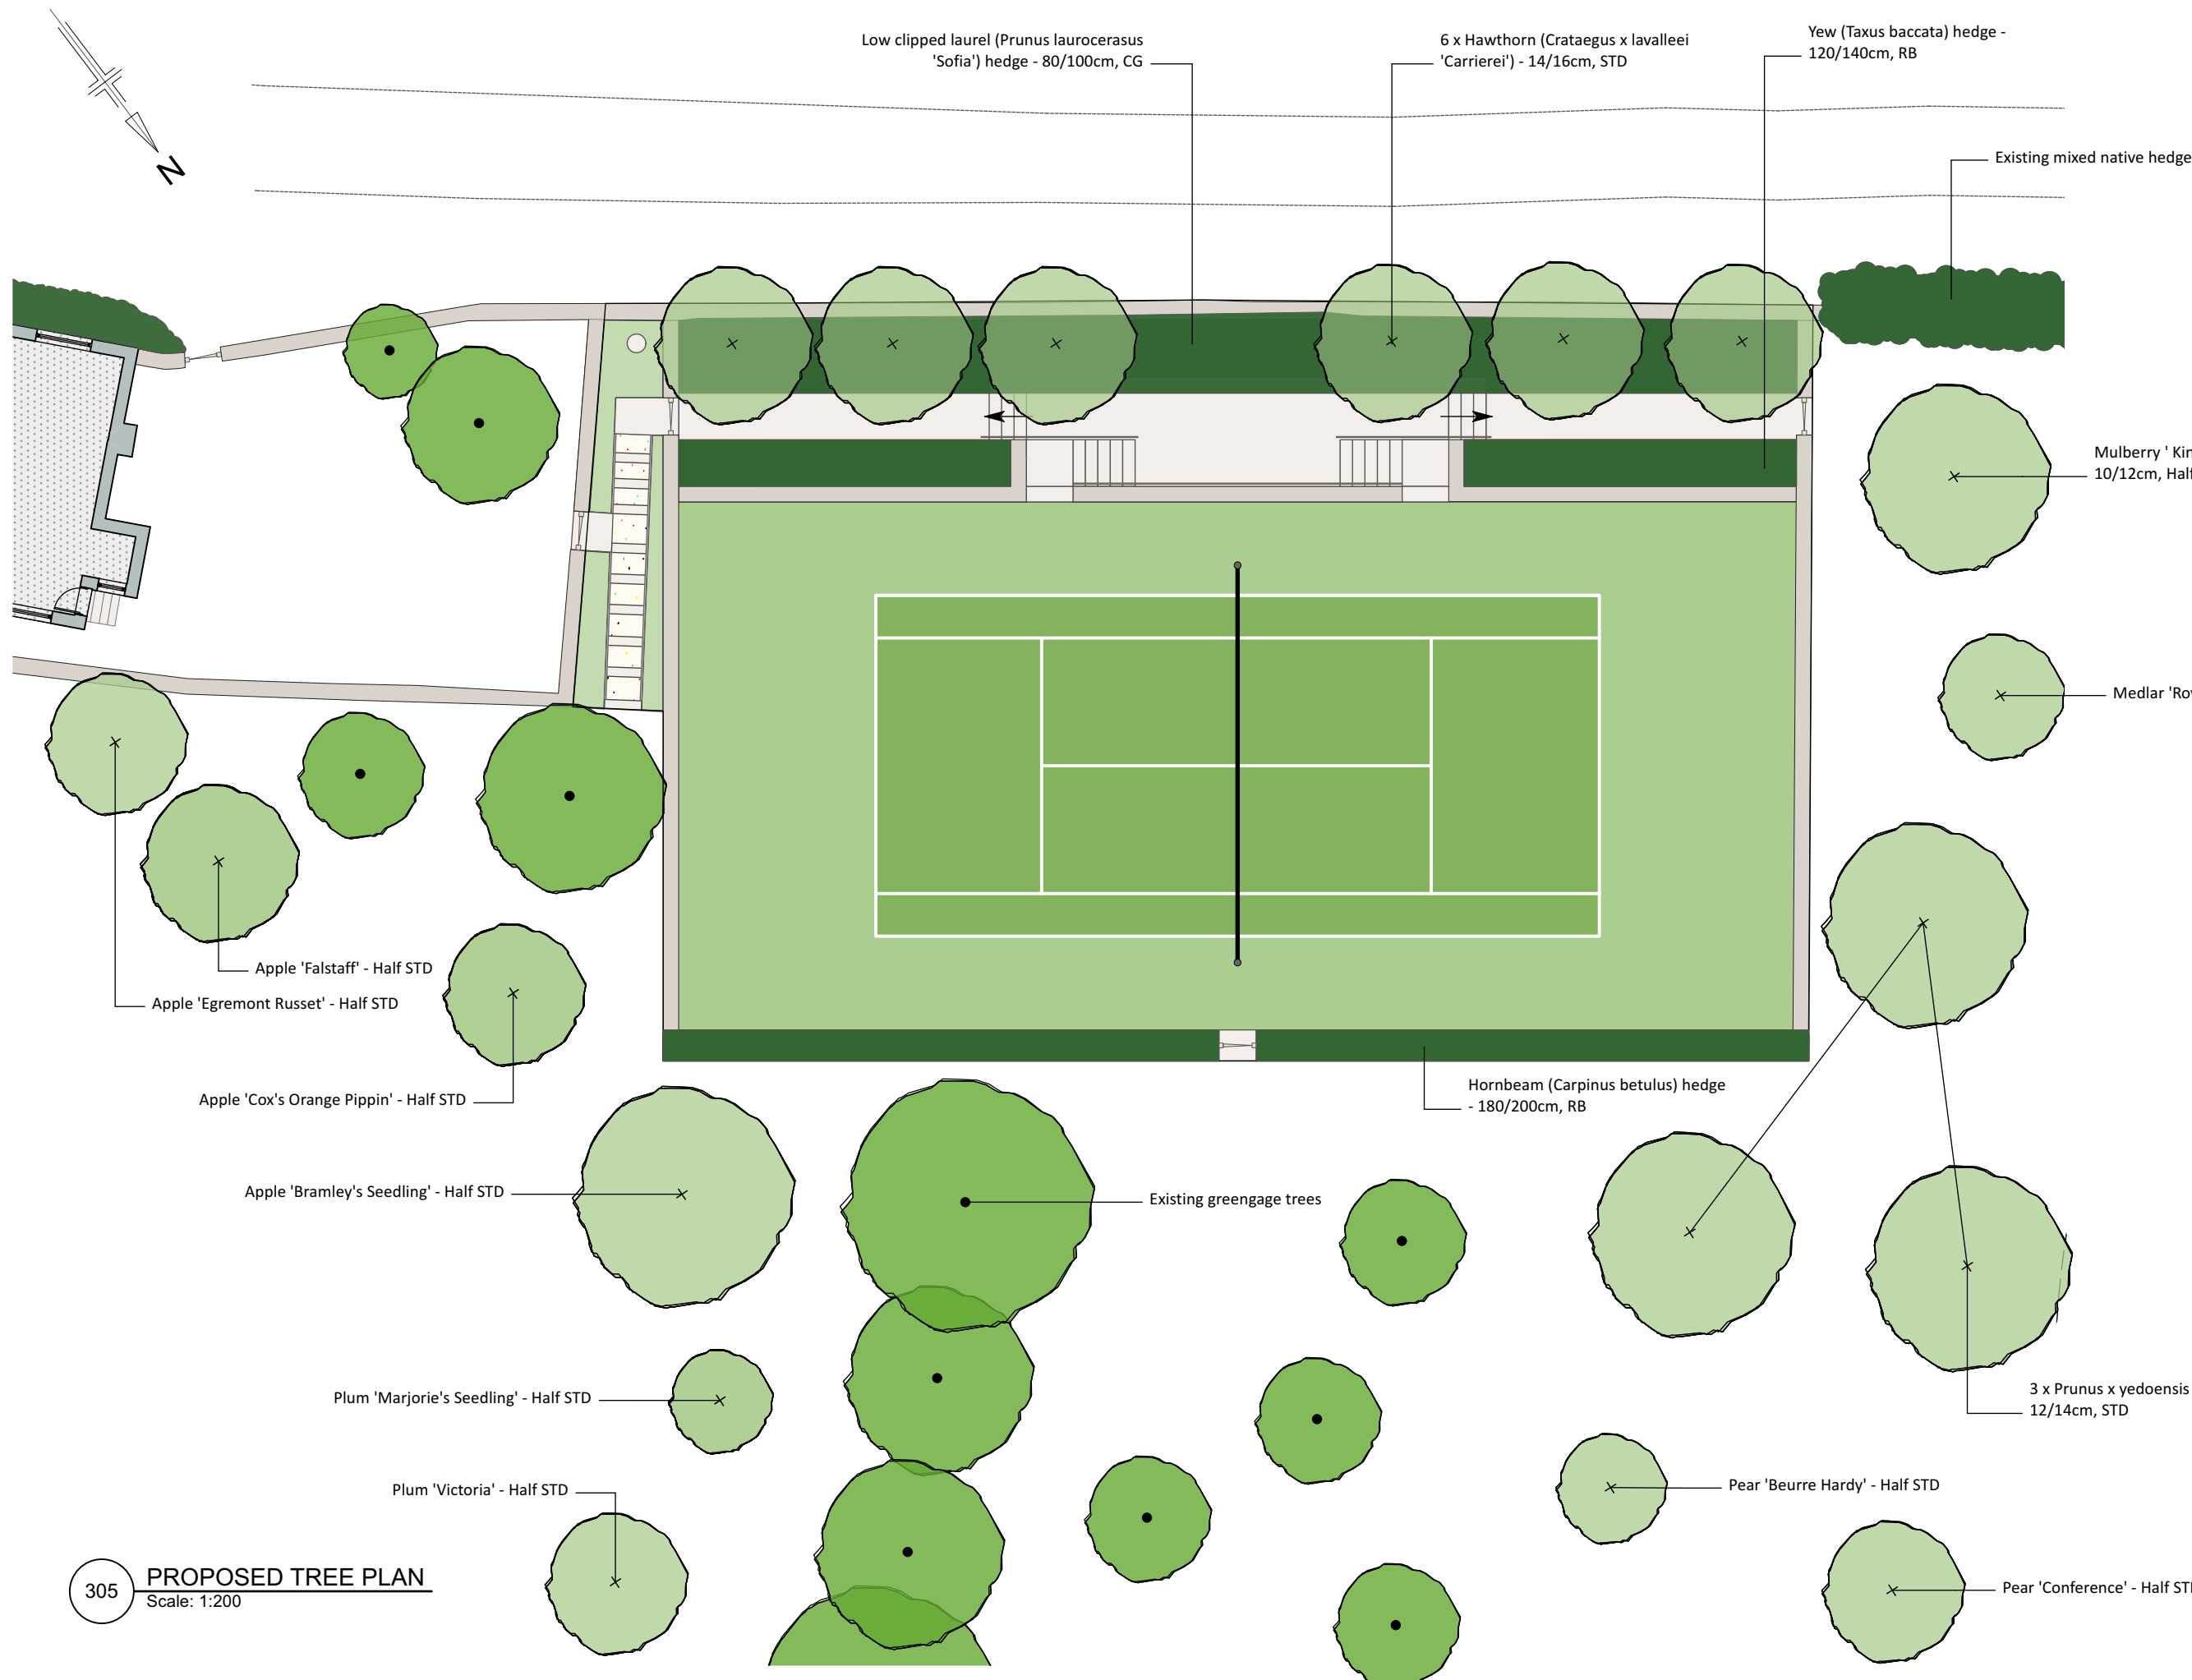 Low clipped laurel (Prunus laurocerasus
'Sofia') hedge - 80/100cm, CG
6 x Hawthorn (Crataegus x lavalleei
'Carrierei') - 14/16cm, STD
Yew (Taxus baccata) hedge -
120/140cm, RB
N
Existing mixed native hedge
Mulberry ' Kin
10/12cm, Half
Medlar 'Ro
Apple 'Falstaff' - Half STD
Apple 'Egremont Russet' - Half STD
Apple 'Cox's Orange Pippin' - Half STD
Hornbeam (Carpinus betulus) hedge
- 180/200cm, RB
Apple 'Bramley's Seedling' - Half STD
Existing greengage trees
Plum 'Marjorie's Seedling' - Half STD
3 x Prunus x yedoensis
12/14cm, STD
Plum 'Victoria' - Half STD
Pear 'Beurre Hardy' - Half STD
Pear 'Conference' - Half STD
305
PROPOSED TREE PLAN
Scale: 1:200